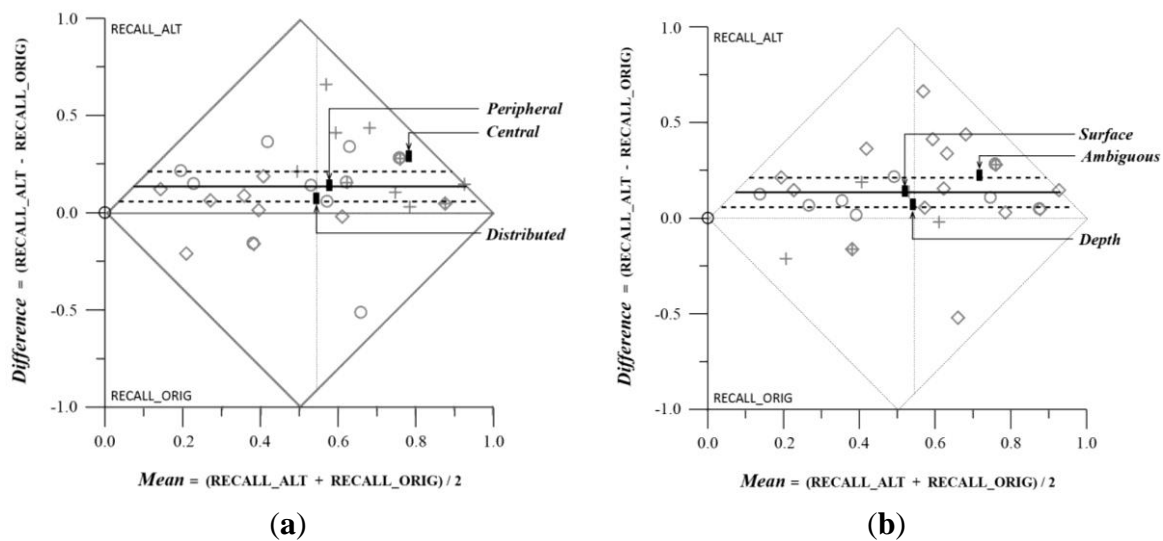 1.0
RECALL_ALT
0.5
Peripheral
Central
0.0
Distributed
-0.5
RECALL_ORIG
-1.0
0.0 0.2 0.4 0.6 0.8 1.0
Difference = (RECALL_ALT - RECALL_ORIG)
Mean = (RECALL_ALT + RECALL_ORIG) / 2
(a)
1.0
RECALL_ALT
0.5
Surface
Ambiguous
0.0
Depth
-0.5
RECALL_ORIG
-1.0
0.0 0.2 0.4 0.6 0.8 1.0
Difference = (RECALL_ALT - RECALL_ORIG)
Mean = (RECALL_ALT + RECALL_ORIG) / 2
(b)